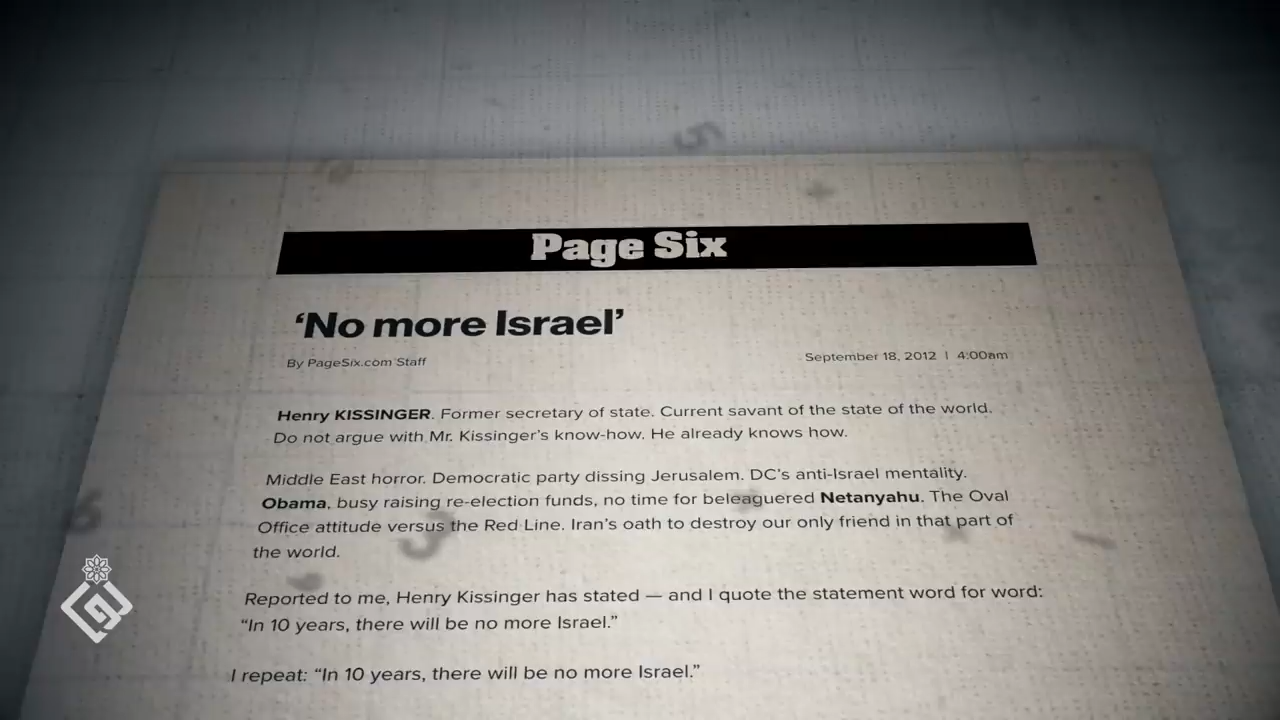 Page Six
‘No more Israel’
By PageSix.com Staff
September 18, 2012 | 4:00am
Henry KISSINGER. Former secretary of state. Current savant of the state of the world.
Do not argue with Mr. Kissinger’s know-how. He already knows how.
Middle East horror. Democratic party dissing Jerusalem. DC’s anti-Israel mentality.
Obama, busy raising re-election funds, no time for beleaguered Netanyahu. The Oval
Office attitude versus the Red Line. Iran’s oath to destroy our only friend in that part of
the world.
Reported to me, Henry Kissinger has stated — and I quote the statement word for word:
“In 10 years, there will be no more Israel.”
I repeat: “In 10 years, there will be no more Israel.”